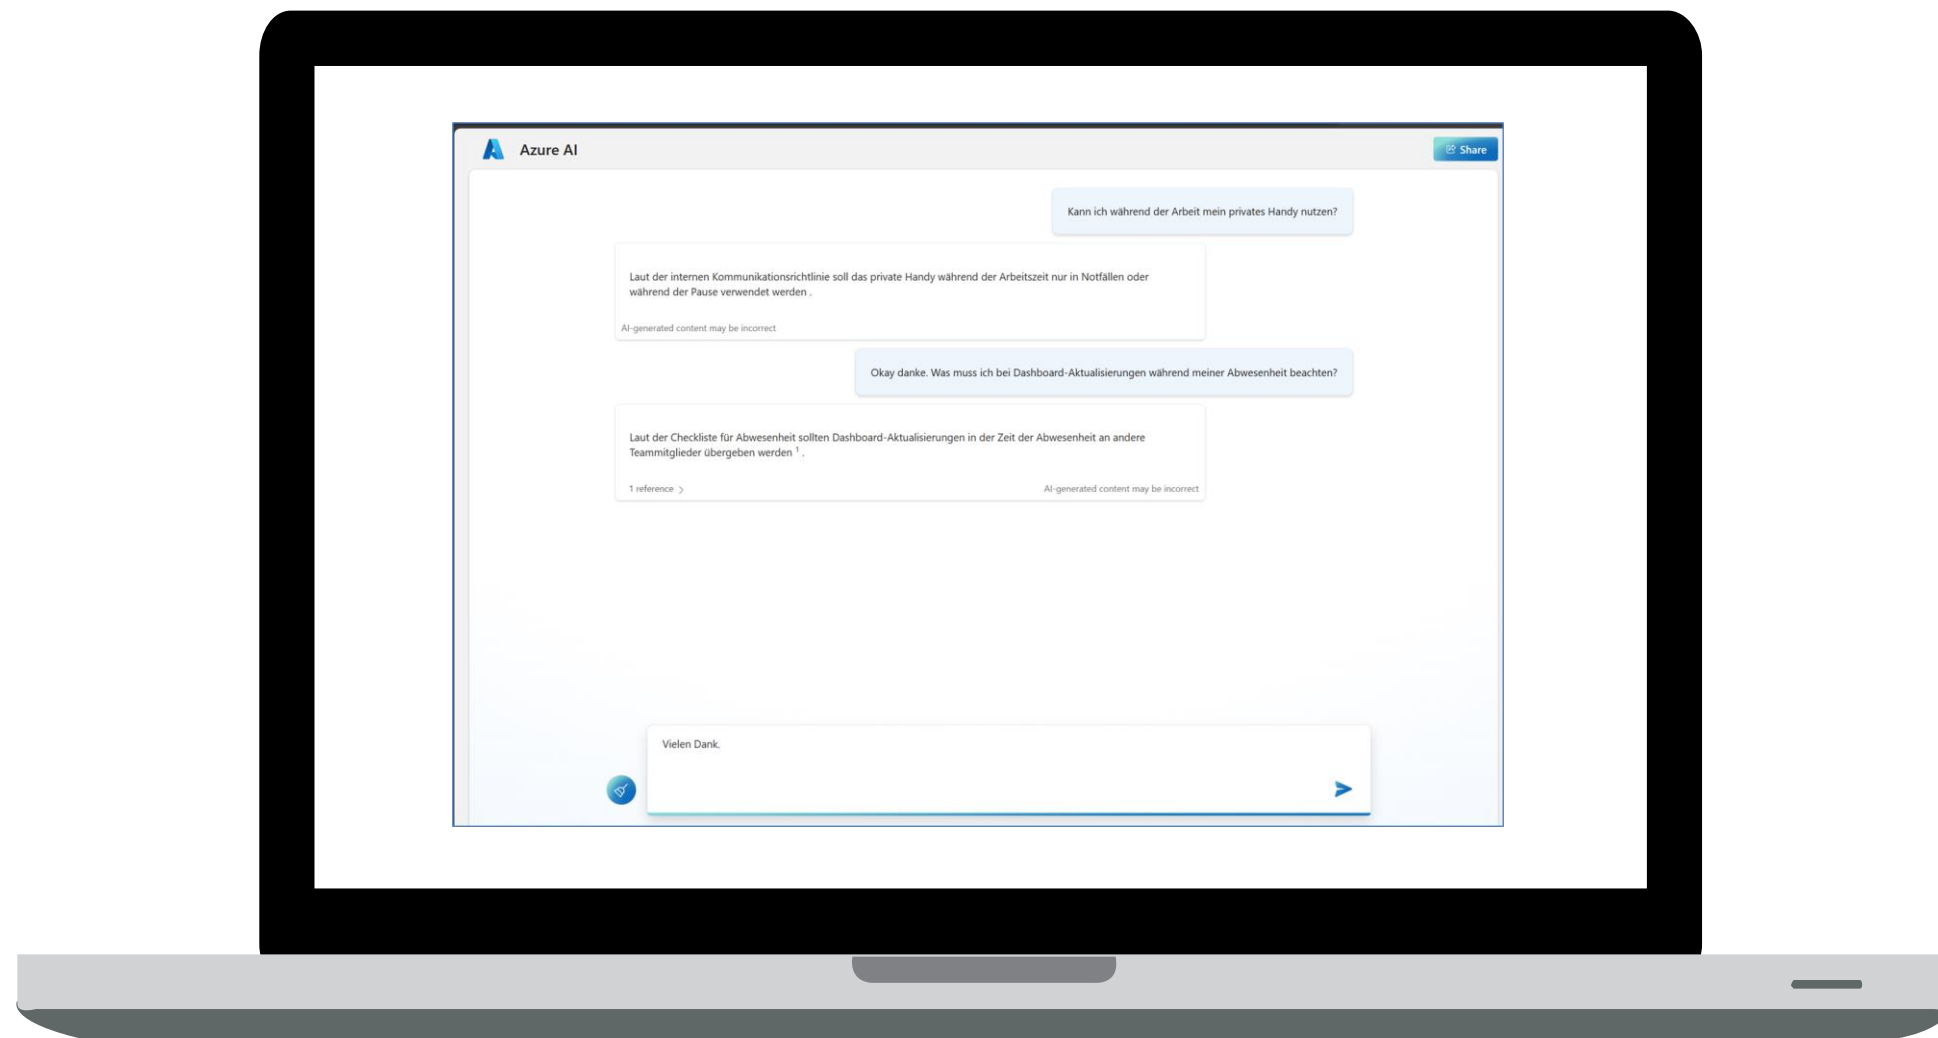 Azure AI
Share
Kann ich während der Arbeit mein privates Handy nutzen?
Laut der internen Kommunikationsrichtlinie soll das private Handy während der Arbeitszeit nur in Notfällen oder
während der Pause verwendet werden .
AI-generated content may be incorrect
Okay danke. Was muss ich bei Dashboard-Aktualisierungen während meiner Abwesenheit beachten?
Laut der Checkliste für Abwesenheit sollten Dashboard-Aktualisierungen in der Zeit der Abwesenheit an andere
Teammitglieder übergeben werden ¹ .
1 reference
AI-generated content may be incorrect
Vielen Dank.